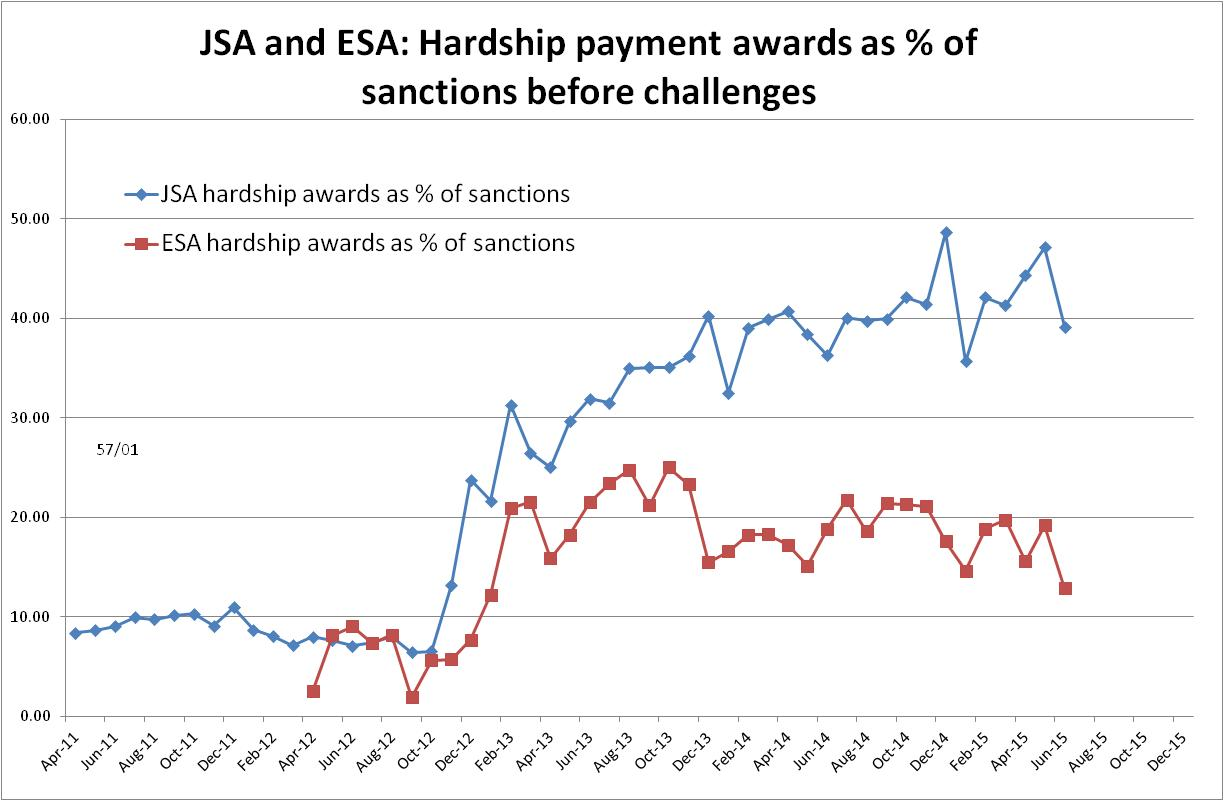 JSA and ESA: Hardship payment awards as % of
sanctions before challenges
60.00
JSA hardship awards as % of sanctions
50.00
ESA hardship awards as % of sanctions
40.00
30.00
57/01
20.00
10.00
0.00
Apr-11 Jun-11 Aug-11 Oct-11 Dec-11 Feb-12 Apr-12 Jun-12 Aug-12 Oct-12 Dec-12 Feb-13 Apr-13 Jun-13 Aug-13 Oct-13 Dec-13 Feb-14 Apr-14 Jun-14 Aug-14 Oct-14 Dec-14 Feb-15 Apr-15 Jun-15 Aug-15 Oct-15 Dec-15